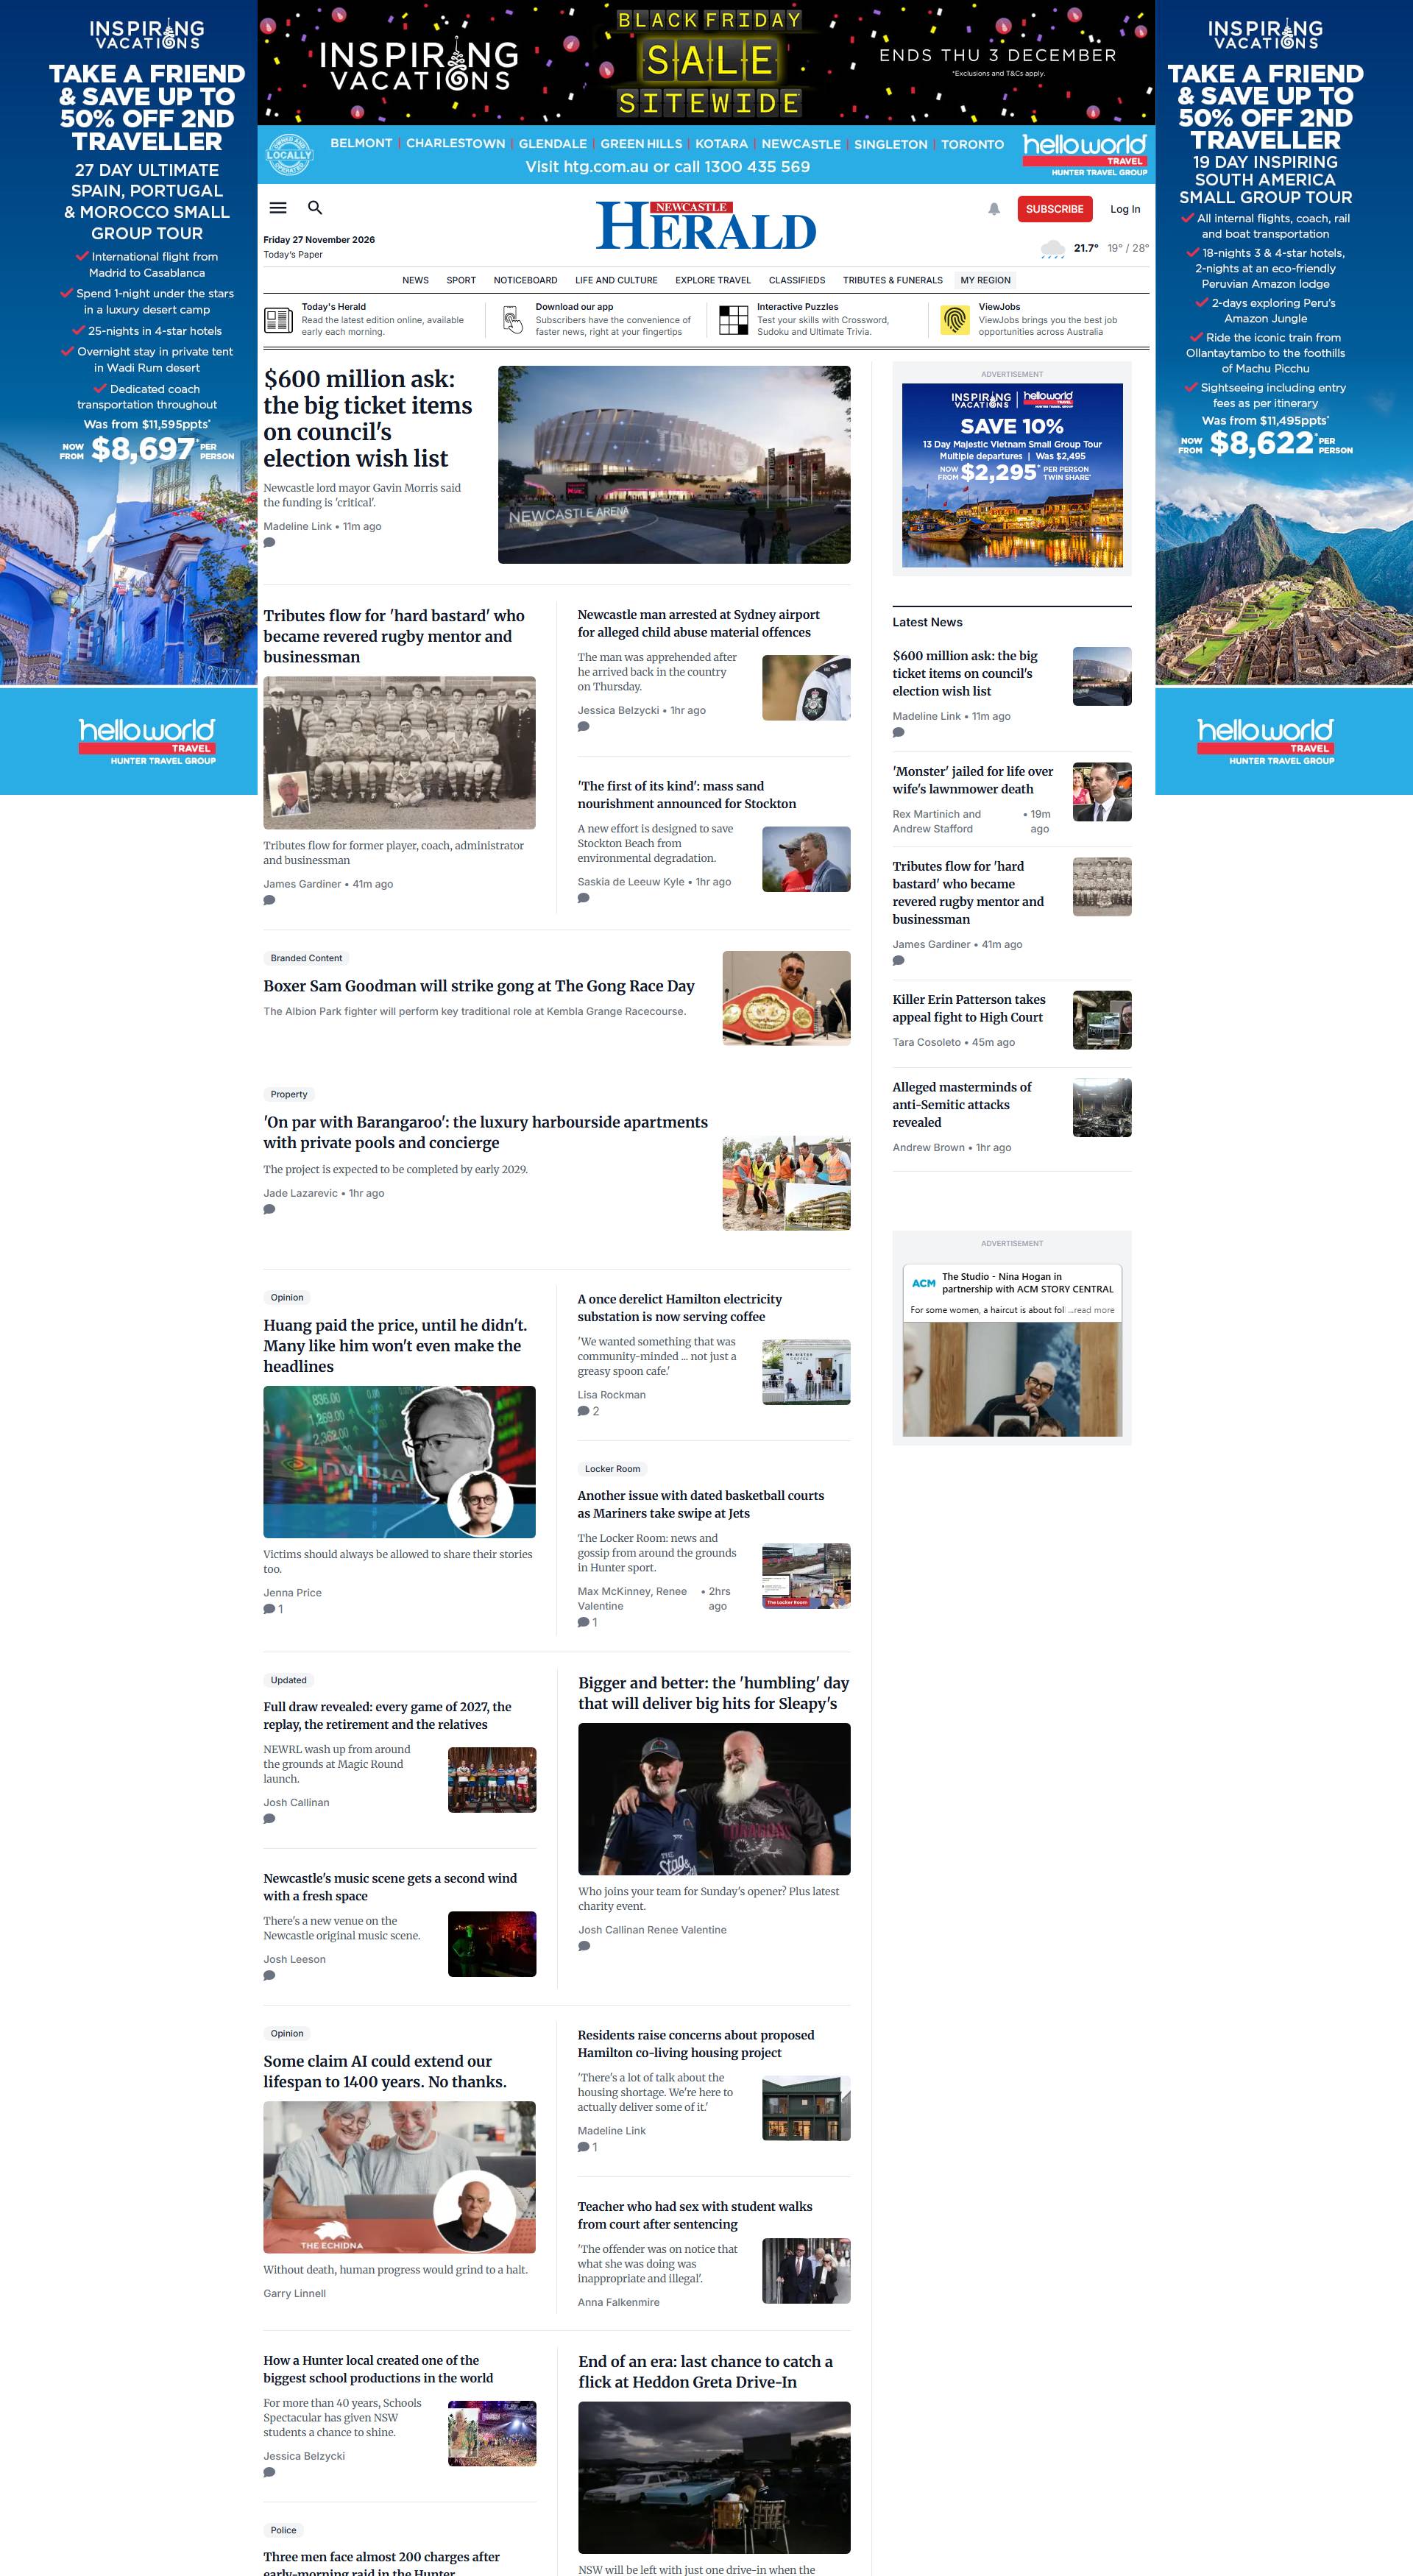 INSPIRING
VACATIONS
TAKE A FRIEND
& SAVE UP TO
50% OFF 2ND
TRAVELLER
27 DAY ULTIMATE
SPAIN, PORTUGAL
& MOROCCO SMALL
GROUP TOUR
International flight from
Madrid to Casablanca
Spend 1-night under the stars
in a luxury desert camp
25-nights in 4-star hotels
Overnight stay in private tent
in Wadi Rum desert
Dedicated coach
transportation throughout
Was from $11,595ppts*
NOW FROM $8,697* PER PERSON
helloworld
TRAVEL
HUNTER TRAVEL GROUP
INSPIRING
VACATIONS
BLACK FRIDAY
SALE
SITEWIDE
ENDS THU 3 DECEMBER
*Exclusions and T&Cs apply.
OWNED AND
LOCALLY
OPERATED
BELMONT | CHARLESTOWN | GLENDALE | GREEN HILLS | KOTARA | NEWCASTLE | SINGLETON | TORONTO
Visit htg.com.au or call 1300 435 569
helloworld
TRAVEL
HUNTER TRAVEL GROUP
INSPIRING
VACATIONS
TAKE A FRIEND
& SAVE UP TO
50% OFF 2ND
TRAVELLER
19 DAY INSPIRING
SOUTH AMERICA
SMALL GROUP TOUR
All internal flights, coach, rail
and boat transportation
18-nights 3 & 4-star hotels,
2-nights at an eco-friendly
Peruvian Amazon lodge
2-days exploring Peru's
Amazon Jungle
Ride the iconic train from
Ollantaytambo to the foothills
of Machu Picchu
Sightseeing including entry
fees as per itinerary
Was from $11,495ppts*
NOW FROM $8,622* PER PERSON
helloworld
TRAVEL
HUNTER TRAVEL GROUP
NEWCASTLE
HERALD
SUBSCRIBE
Log In
Friday 27 November 2026
Today's Paper
21.7° 19° / 28°
NEWS SPORT NOTICEBOARD LIFE AND CULTURE EXPLORE TRAVEL CLASSIFIEDS TRIBUTES & FUNERALS MY REGION
Today's Herald
Read the latest edition online, available
early each morning.
Download our app
Subscribers have the convenience of
faster news, right at your fingertips
Interactive Puzzles
Test your skills with Crossword,
Sudoku and Ultimate Trivia.
ViewJobs
ViewJobs brings you the best job
opportunities across Australia
$600 million ask:
the big ticket items
on council's
election wish list
Newcastle lord mayor Gavin Morris said
the funding is 'critical'.
Madeline Link • 11m ago
NEWCASTLE ARENA
Tributes flow for 'hard bastard' who
became revered rugby mentor and
businessman
Tributes flow for former player, coach, administrator
and businessman
James Gardiner • 41m ago
Newcastle man arrested at Sydney airport
for alleged child abuse material offences
The man was apprehended after
he arrived back in the country
on Thursday.
Jessica Belzycki • 1hr ago
'The first of its kind': mass sand
nourishment announced for Stockton
A new effort is designed to save
Stockton Beach from
environmental degradation.
Saskia de Leeuw Kyle • 1hr ago
Branded Content
Boxer Sam Goodman will strike gong at The Gong Race Day
The Albion Park fighter will perform key traditional role at Kembla Grange Racecourse.
Property
'On par with Barangaroo': the luxury harbourside apartments
with private pools and concierge
The project is expected to be completed by early 2029.
Jade Lazarevic • 1hr ago
Opinion
Huang paid the price, until he didn't.
Many like him won't even make the
headlines
836.00
1,269.00
2,362.00
NVIDIA
Victims should always be allowed to share their stories
too.
Jenna Price
1
A once derelict Hamilton electricity
substation is now serving coffee
'We wanted something that was
community-minded ... not just a
greasy spoon cafe.'
Lisa Rockman
2
Locker Room
Another issue with dated basketball courts
as Mariners take swipe at Jets
The Locker Room: news and
gossip from around the grounds
in Hunter sport.
Max McKinney, Renee
Valentine
• 2hrs
ago
1
The Locker Room
Updated
Full draw revealed: every game of 2027, the
replay, the retirement and the relatives
NEWRL wash up from around
the grounds at Magic Round
launch.
Josh Callinan
Newcastle's music scene gets a second wind
with a fresh space
There's a new venue on the
Newcastle original music scene.
Josh Leeson
Bigger and better: the 'humbling' day
that will deliver big hits for Sleapy's
Who joins your team for Sunday's opener? Plus latest
charity event.
Josh Callinan Renee Valentine
Opinion
Some claim AI could extend our
lifespan to 1400 years. No thanks.
THE ECHIDNA
Without death, human progress would grind to a halt.
Garry Linnell
Residents raise concerns about proposed
Hamilton co-living housing project
'There's a lot of talk about the
housing shortage. We're here to
actually deliver some of it.'
Madeline Link
1
Teacher who had sex with student walks
from court after sentencing
'The offender was on notice that
what she was doing was
inappropriate and illegal'.
Anna Falkenmire
How a Hunter local created one of the
biggest school productions in the world
For more than 40 years, Schools
Spectacular has given NSW
students a chance to shine.
Jessica Belzycki
Police
Three men face almost 200 charges after
early-morning raid in the Hunter
End of an era: last chance to catch a
flick at Heddon Greta Drive-In
NSW will be left with just one drive-in when the
ADVERTISEMENT
INSPIRING
VACATIONS
helloworld
TRAVEL
SAVE 10%
13 Day Majestic Vietnam Small Group Tour
Multiple departures | Was $2,495
NOW FROM $2,295* PER PERSON TWIN SHARE*
Latest News
$600 million ask: the big
ticket items on council's
election wish list
Madeline Link • 11m ago
'Monster' jailed for life over
wife's lawnmower death
Rex Martinich and
Andrew Stafford
• 19m
ago
Tributes flow for 'hard
bastard' who became
revered rugby mentor and
businessman
James Gardiner • 41m ago
Killer Erin Patterson takes
appeal fight to High Court
Tara Cosoleto • 45m ago
Alleged masterminds of
anti-Semitic attacks
revealed
Andrew Brown • 1hr ago
ADVERTISEMENT
ACM
The Studio - Nina Hogan in
partnership with ACM STORY CENTRAL
For some women, a haircut is about fol ...read more